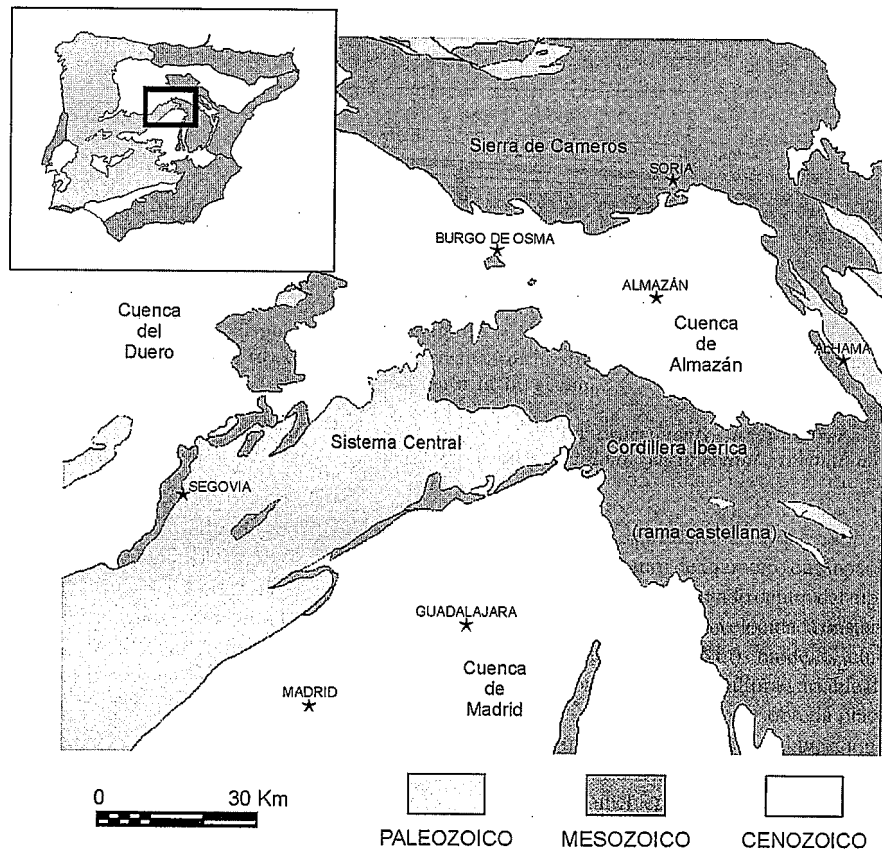 Sierra de Cameros
SORIA
BURGO DE OSMA
ALMAZÁN
Cuenca
del
Duero
Cuenca
de
Almazán
ALHAMA
Sistema Central
Cordillera Ibérica
SEGOVIA
(rama castellana)
GUADALAJARA
MADRID
Cuenca
de
Madrid
0 30 Km
PALEOZOICO MESOZOICO CENOZOICO